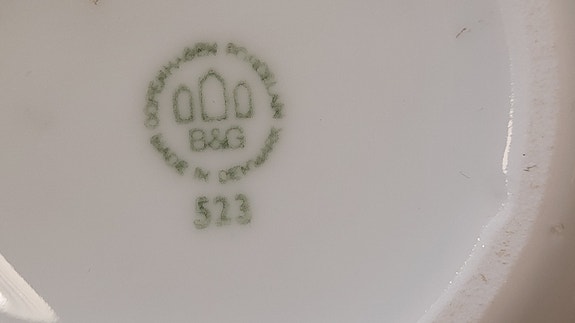 COPENHAGEN PORCELAIN
B&G
MADE IN DENMARK
523